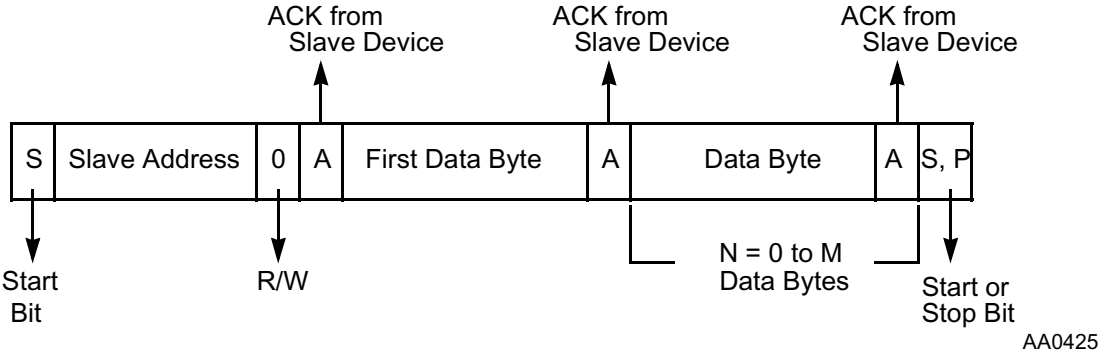 ACK from
Slave Device
ACK from
Slave Device
ACK from
Slave Device
S
Slave Address
0
A
First Data Byte
A
Data Byte
A
S, P
Start
Bit
R/W
N = 0 to M
Data Bytes
Start or
Stop Bit
AA0425